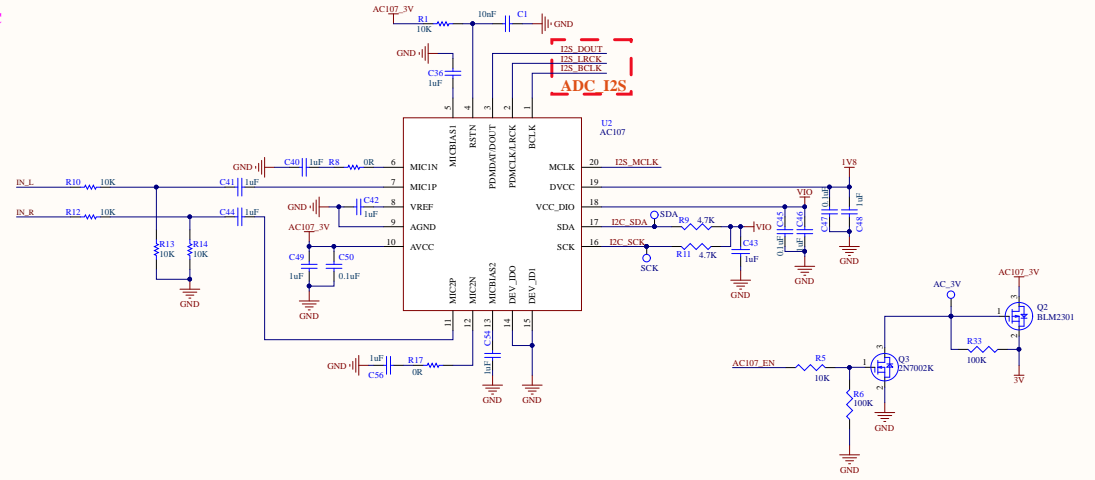 AC107_3V
R1
10K
10nF
C1
GND
GND
C36
1uF
I2S_DOUT
I2S_LRCK
I2S_BCLK
ADC_I2S
5
4
3
2
1
MICBIAS1
RSTN
PDMDAT/DOUT
PDMCLK/LRCK
BCLK
U2
AC107
GND
C40
1uF
R8
0R
6
MIC1N
MCLK
20
I2S_MCLK
1V8
IN_L
R10
10K
C41
1uF
7
MIC1P
DVCC
19
VIO
GND
C42
1uF
8
VREF
VCC_DIO
18
C45
0.1uF
C46
1uF
C47
0.1uF
C48
1uF
IN_R
R12
10K
C44
1uF
AC107_3V
9
AGND
SDA
17
I2C_SDA
SDA
R9
4.7K
VIO
R13
10K
R14
10K
10
AVCC
SCK
16
I2C_SCK
SCK
R11
4.7K
C43
1uF
GND
GND
GND
C49
1uF
C50
0.1uF
GND
GND
MIC2P
MIC2N
MICBIAS2
DEV_ID0
DEV_ID1
11
12
13
14
15
GND
1uF
C56
R17
0R
C54
1uF
GND
GND
AC107_3V
AC_3V
3
1
2
Q2
BLM2301
R33
100K
3V
AC107_EN
R5
10K
3
1
2
Q3
2N7002K
R6
100K
GND
GND